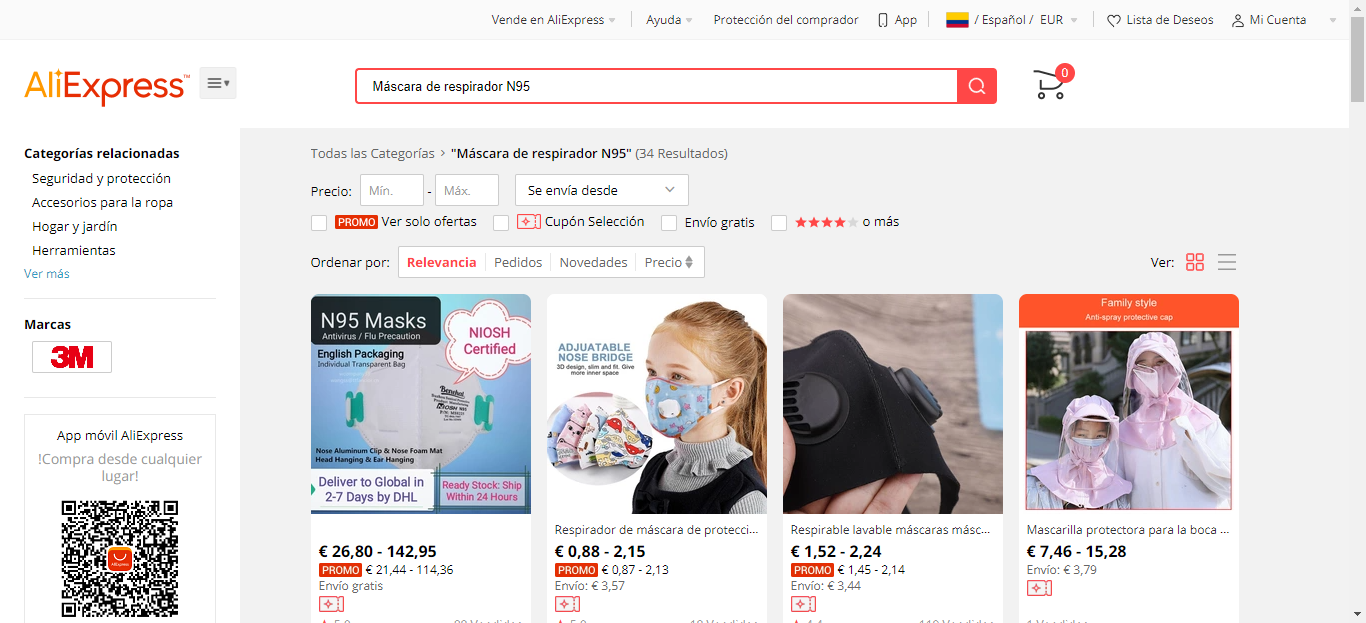 Vende en AliExpress
Ayuda
Protección del comprador
App
/ Español / EUR
Lista de Deseos
Mi Cuenta
AliExpress™
Máscara de respirador N95
0
Categorías relacionadas
Seguridad y protección
Accesorios para la ropa
Hogar y jardín
Herramientas
Ver más
Marcas
3M
App móvil AliExpress
!Compra desde cualquier
lugar!
Todas las Categorías > "Máscara de respirador N95" (34 Resultados)
Precio: Mín. - Máx. Se envía desde
PROMO Ver solo ofertas Cupón Selección Envío gratis o más
Ordenar por: Relevancia Pedidos Novedades Precio
Ver:
N95 Masks
Antivirus / Flu Precaution
NIOSH
Certified
English Packaging
Individual Transparent Bag
Benehal
NIOSH N95
Nose Aluminum Clip & Nose Foam Mat
Head Hanging & Ear Hanging
Deliver to Global in
2-7 Days by DHL
Ready Stock: Ship
Within 24 Hours
€ 26,80 - 142,95
PROMO € 21,44 - 114,36
Envío gratis
ADJUATABLE
NOSE BRIDGE
3D design, slim and fit. Give
more inner space
Respirador de máscara de protecci...
€ 0,88 - 2,15
PROMO € 0,87 - 2,13
Envío: € 3,57
Respirable lavable máscaras másc...
€ 1,52 - 2,24
PROMO € 1,45 - 2,14
Envío: € 3,44
Family style
Anti-spray protective cap
Mascarilla protectora para la boca ...
€ 7,46 - 15,28
Envío: € 3,79